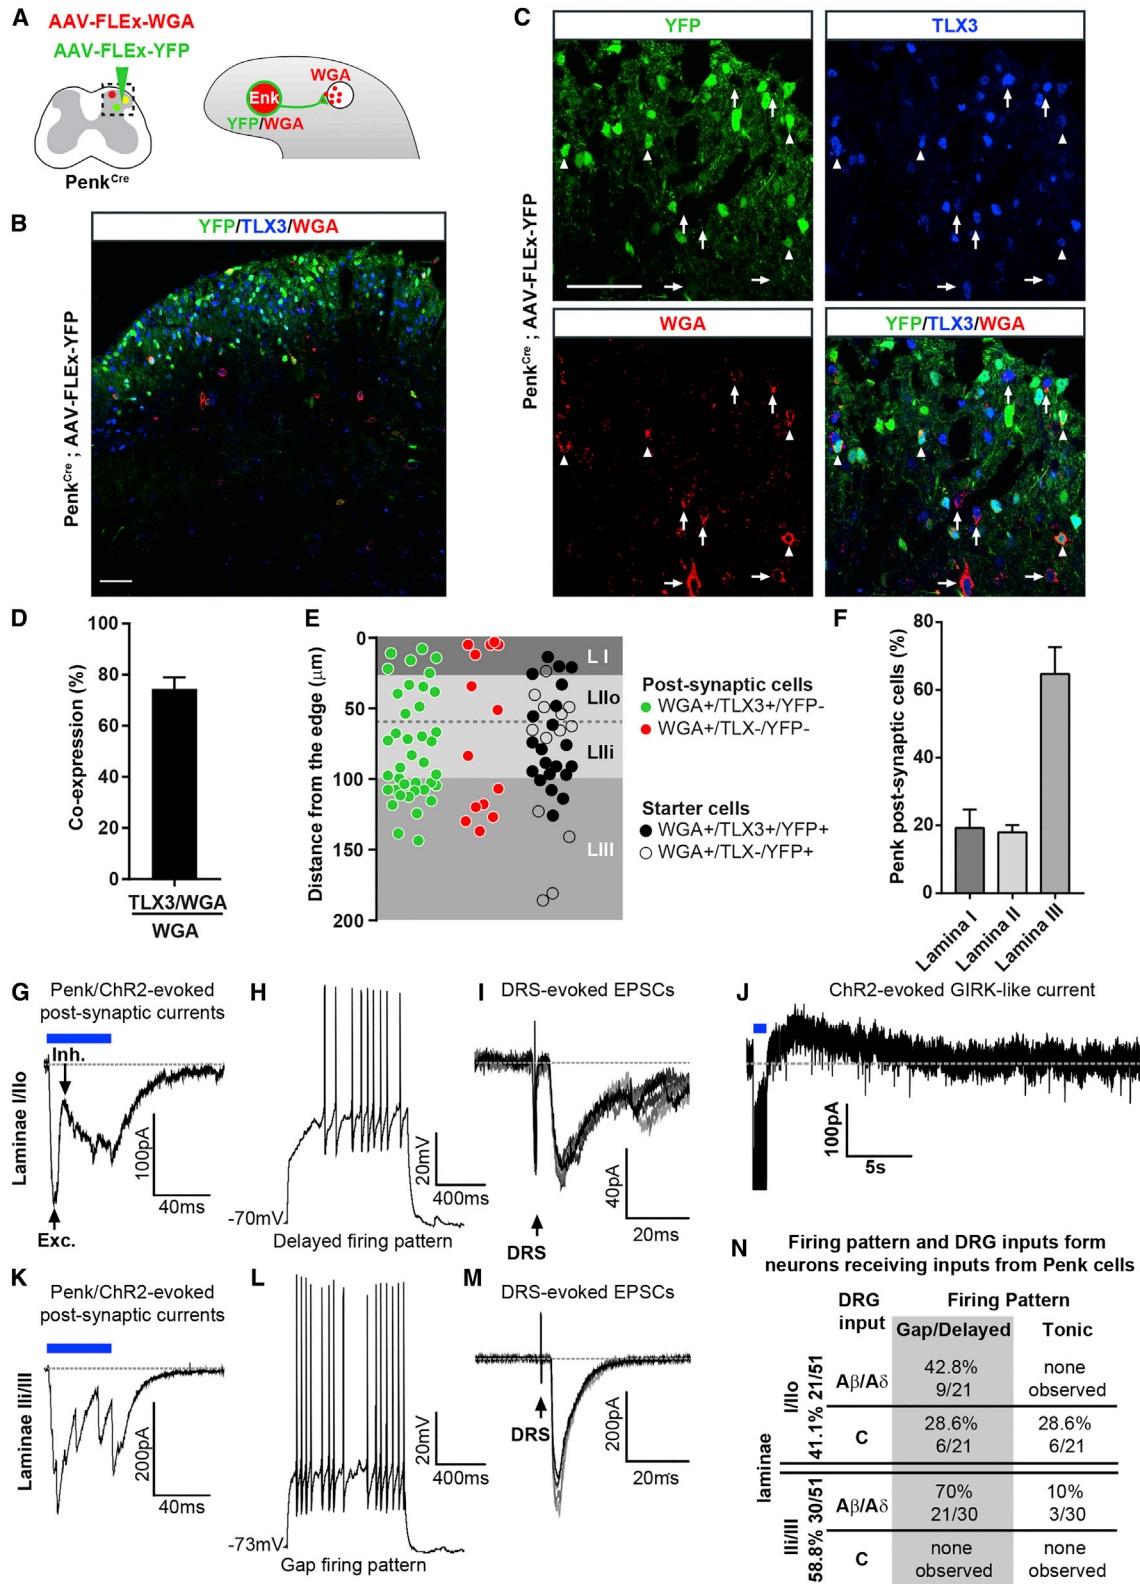 A
AAV-FLEx-WGA
AAV-FLEx-YFP
Penk^Cre
WGA
Enk
YFP/WGA
B
YFP/TLX3/WGA
Penk^Cre ; AAV-FLEx-YFP
C
YFP
TLX3
WGA
YFP/TLX3/WGA
Penk^Cre ; AAV-FLEx-YFP
D
Co-expression (%)
100
80
60
40
20
0
TLX3/WGA
WGA
E
Distance from the edge (μm)
0
50
100
150
200
L I
LIIo
LIIi
LIII
Post-synaptic cells
WGA+/TLX3+/YFP-
WGA+/TLX-/YFP-
Starter cells
WGA+/TLX3+/YFP+
WGA+/TLX-/YFP+
F
Penk post-synaptic cells (%)
80
60
40
20
0
Lamina I
Lamina II
Lamina III
G
Penk/ChR2-evoked
post-synaptic currents
Laminae I/IIo
Inh.
Exc.
100pA
40ms
H
-70mV
20mV
400ms
Delayed firing pattern
I
DRS-evoked EPSCs
DRS
40pA
20ms
J
ChR2-evoked GIRK-like current
100pA
5s
K
Penk/ChR2-evoked
post-synaptic currents
Laminae IIi/III
200pA
40ms
L
-73mV
20mV
400ms
Gap firing pattern
M
DRS-evoked EPSCs
DRS
200pA
20ms
N
Firing pattern and DRG inputs form
neurons receiving inputs from Penk cells
DRG
input
Firing Pattern
Gap/Delayed
Tonic
laminae
I/IIo
41.1% 21/51
Aβ/Aδ
42.8%
9/21
none
observed
C
28.6%
6/21
28.6%
6/21
IIi/III
58.8% 30/51
Aβ/Aδ
70%
21/30
10%
3/30
C
none
observed
none
observed